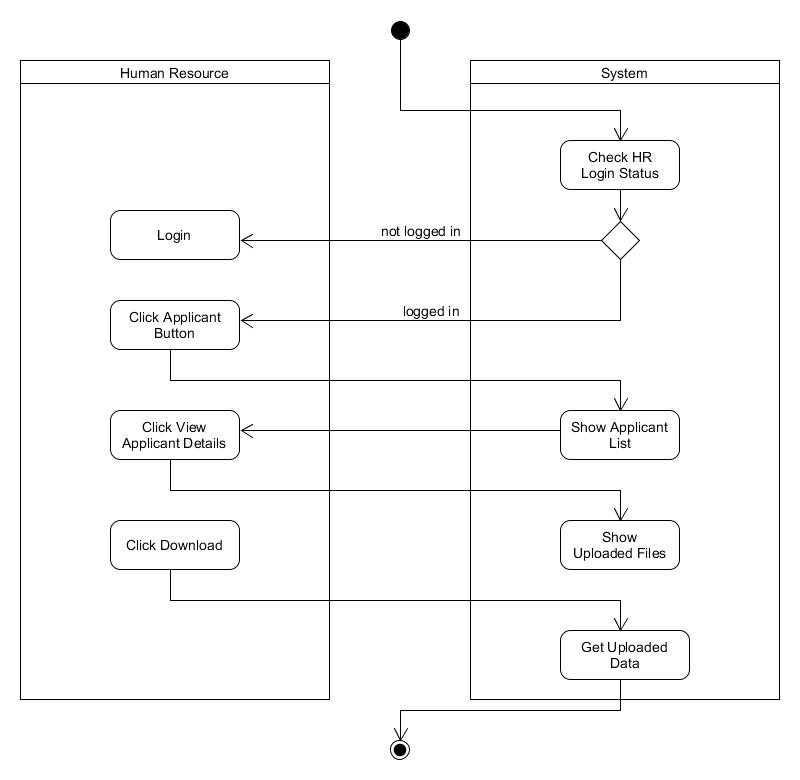 Human Resource
System
Check HR
Login Status
not logged in
Login
logged in
Click Applicant
Button
Click View
Applicant Details
Show Applicant
List
Click Download
Show
Uploaded Files
Get Uploaded
Data